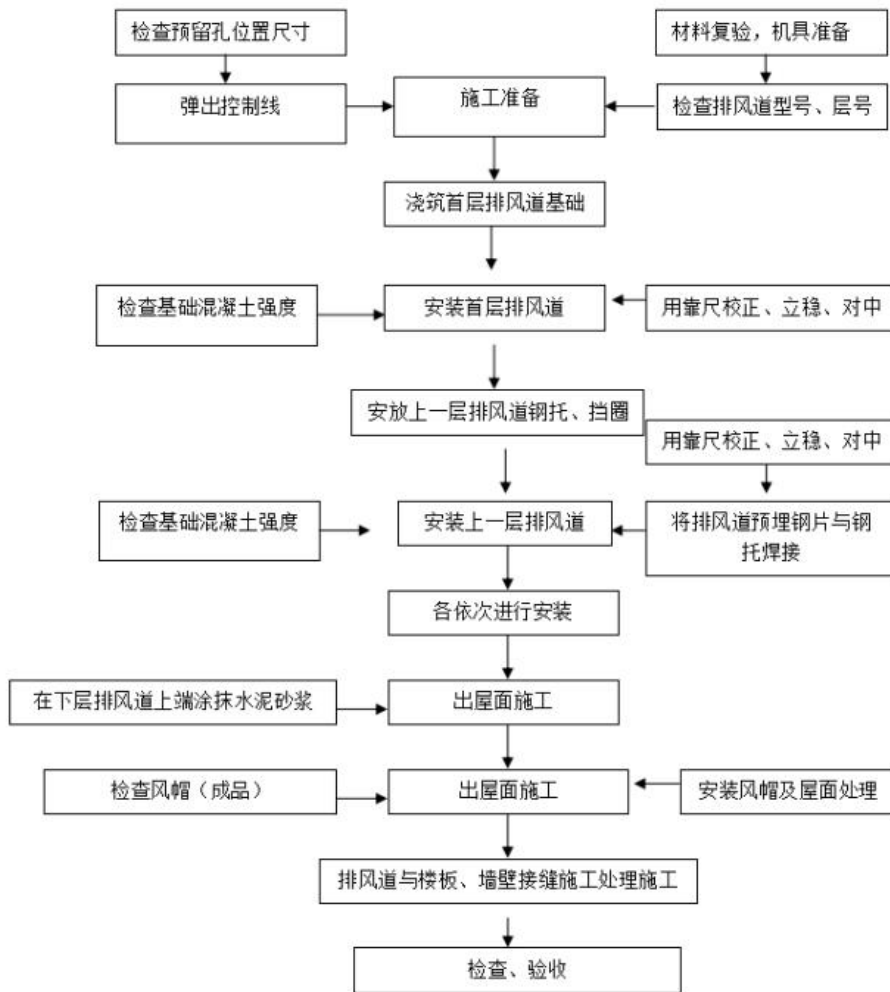 检查预留孔位置尺寸
材料复验，机具准备
弹出控制线
施工准备
检查排风道型号、层号
浇筑首层排风道基础
检查基础混凝土强度
安装首层排风道
用靠尺校正、立稳、对中
安放上一层排风道钢托、挡圈
用靠尺校正、立稳、对中
检查基础混凝土强度
安装上一层排风道
将排风道预埋钢片与钢
托焊接
各依次进行安装
在下层排风道上端涂抹水泥砂浆
出屋面施工
检查风帽（成品）
出屋面施工
安装风帽及屋面处理
排风道与楼板、墙壁接缝施工处理施工
检查、验收